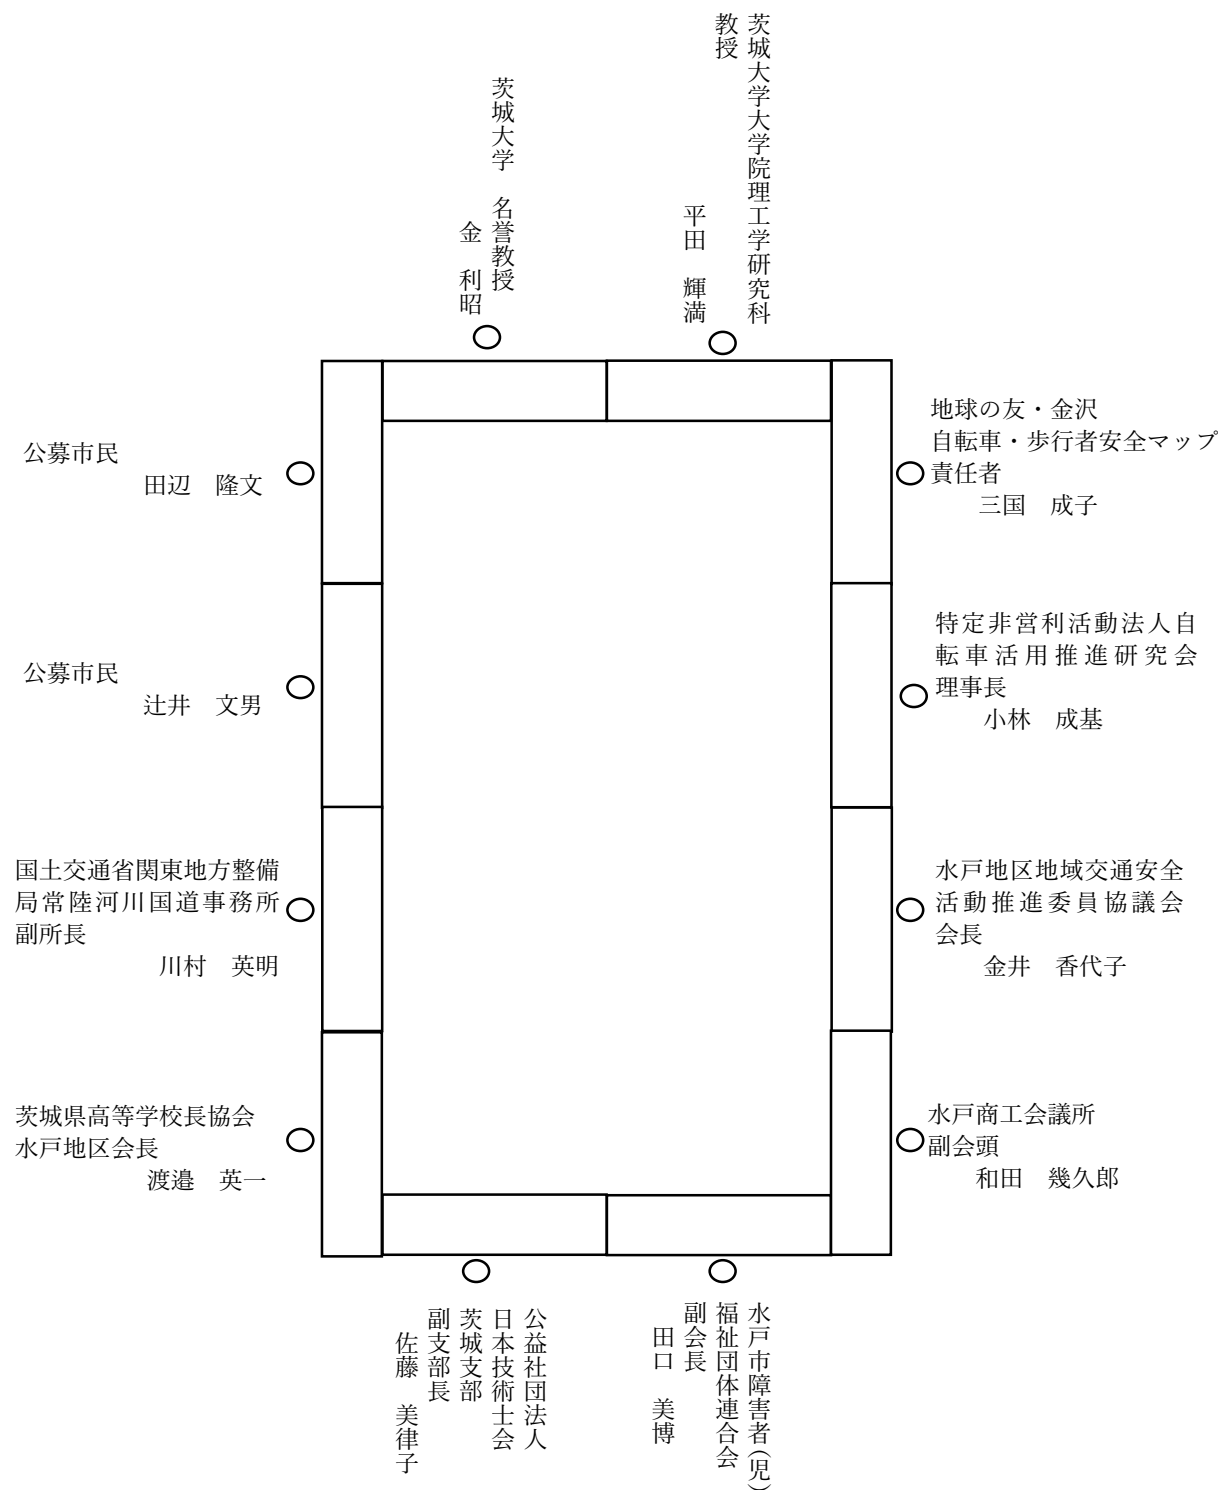 茨城大学大学院理工学研究科
教授
平田　輝満
茨城大学　名誉教授
金　利昭
公募市民
田辺　隆文
公募市民
辻井　文男
国土交通省関東地方整備
局常陸河川国道事務所
副所長
川村　英明
茨城県高等学校長協会
水戸地区会長
渡邉　英一
地球の友・金沢
自転車・歩行者安全マップ
責任者
三国　成子
特定非営利活動法人自
転車活用推進研究会
理事長
小林　成基
水戸地区地域交通安全
活動推進委員協議会
会長
金井　香代子
水戸商工会議所
副会頭
和田　幾久郎
水戸市障害者(児)
福祉団体連合会
副会長
田口　美博
公益社団法人
日本技術士会
茨城支部
副支部長
佐藤　美律子